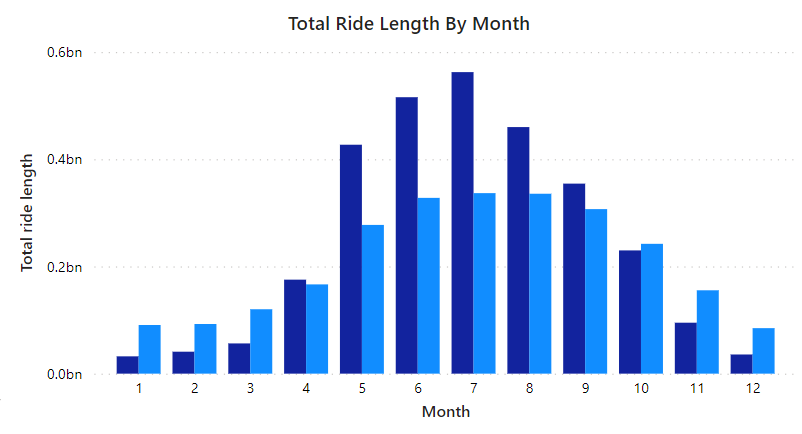 Total Ride Length By Month
0.6bn
0.4bn
0.2bn
0.0bn
Total ride length
1 2 3 4 5 6 7 8 9 10 11 12
Month